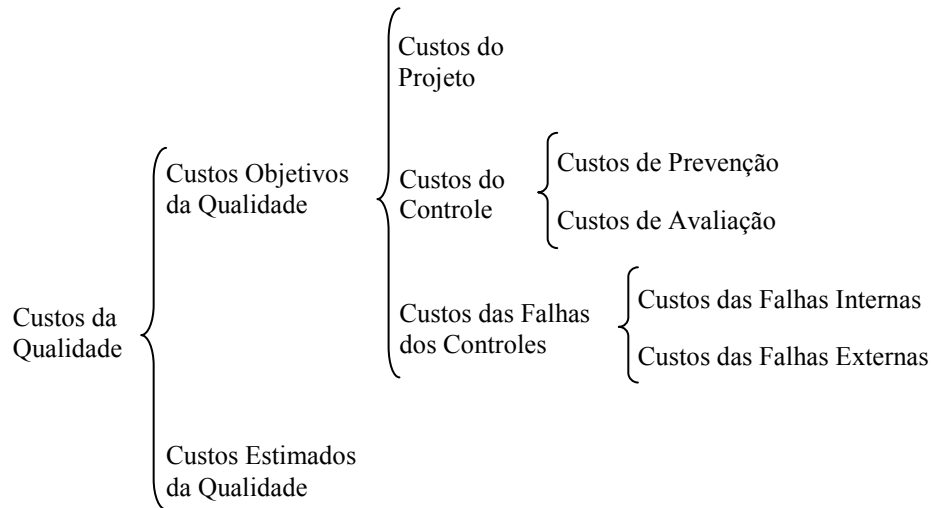 Custos do
Projeto
Custos Objetivos
da Qualidade
Custos do
Controle
Custos de Prevenção
Custos de Avaliação
Custos da
Qualidade
Custos das Falhas
dos Controles
Custos das Falhas Internas
Custos das Falhas Externas
Custos Estimados
da Qualidade